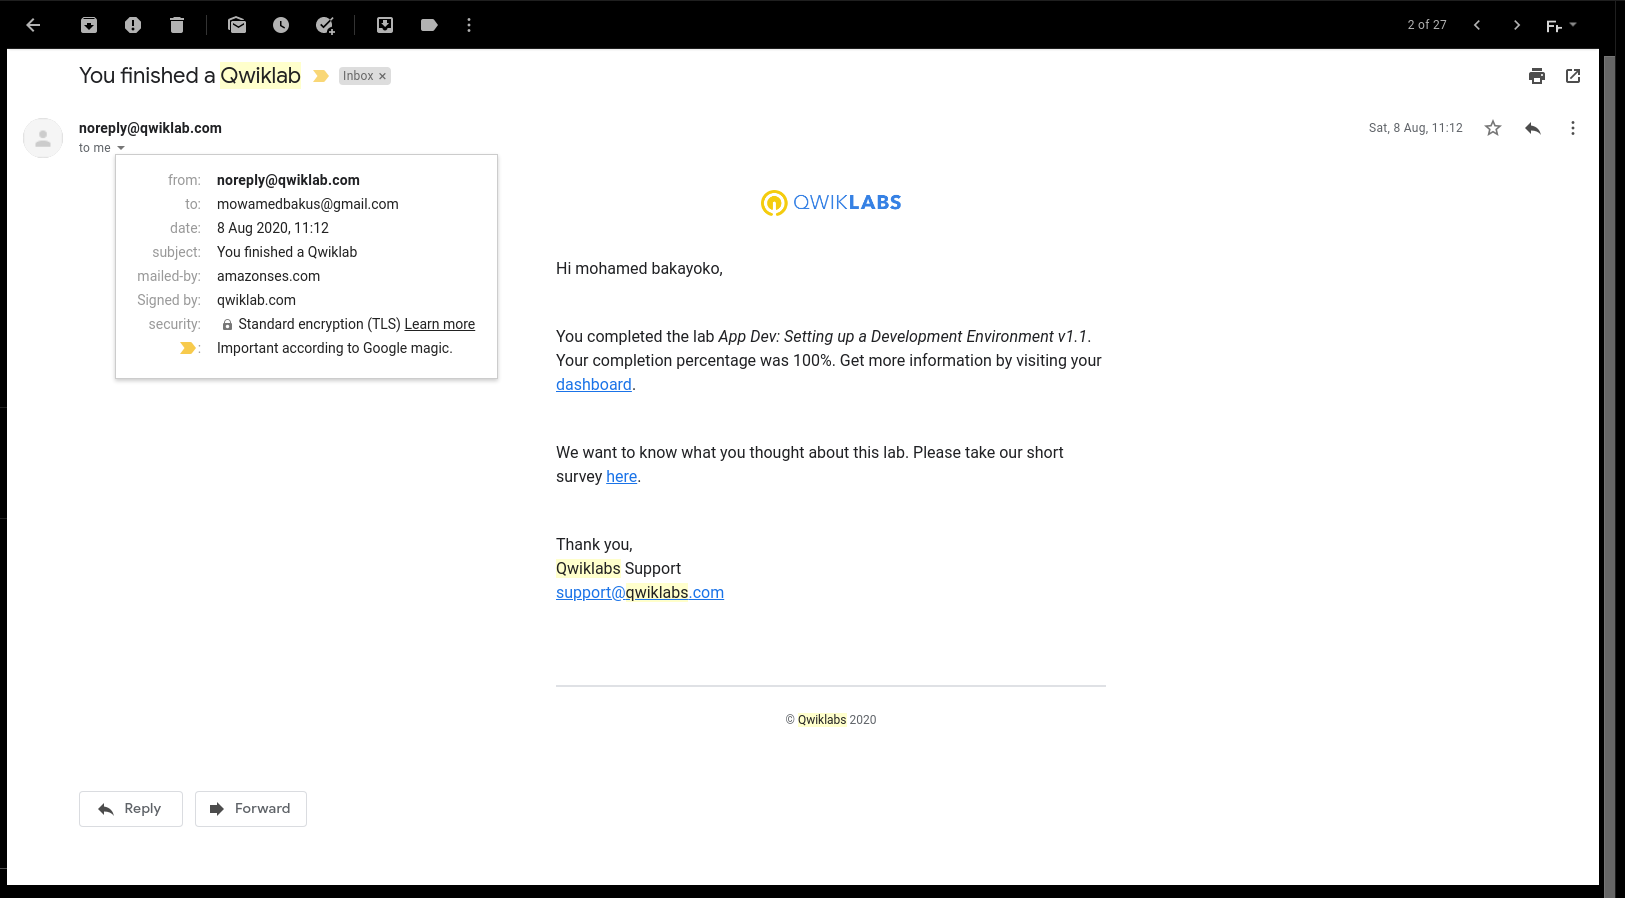 2 of 27
You finished a Qwiklab
Inbox ×
noreply@qwiklab.com
Sat, 8 Aug, 11:12
to me
from: noreply@qwiklab.com
to: mowamedbakus@gmail.com
date: 8 Aug 2020, 11:12
subject: You finished a Qwiklab
mailed-by: amazonses.com
Signed by: qwiklab.com
security: Standard encryption (TLS) Learn more
: Important according to Google magic.
QWIKLABS
Hi mohamed bakayoko,
You completed the lab App Dev: Setting up a Development Environment v1.1.
Your completion percentage was 100%. Get more information by visiting your
dashboard.
We want to know what you thought about this lab. Please take our short
survey here.
Thank you,
Qwiklabs Support
support@qwiklabs.com
© Qwiklabs 2020
Reply
Forward